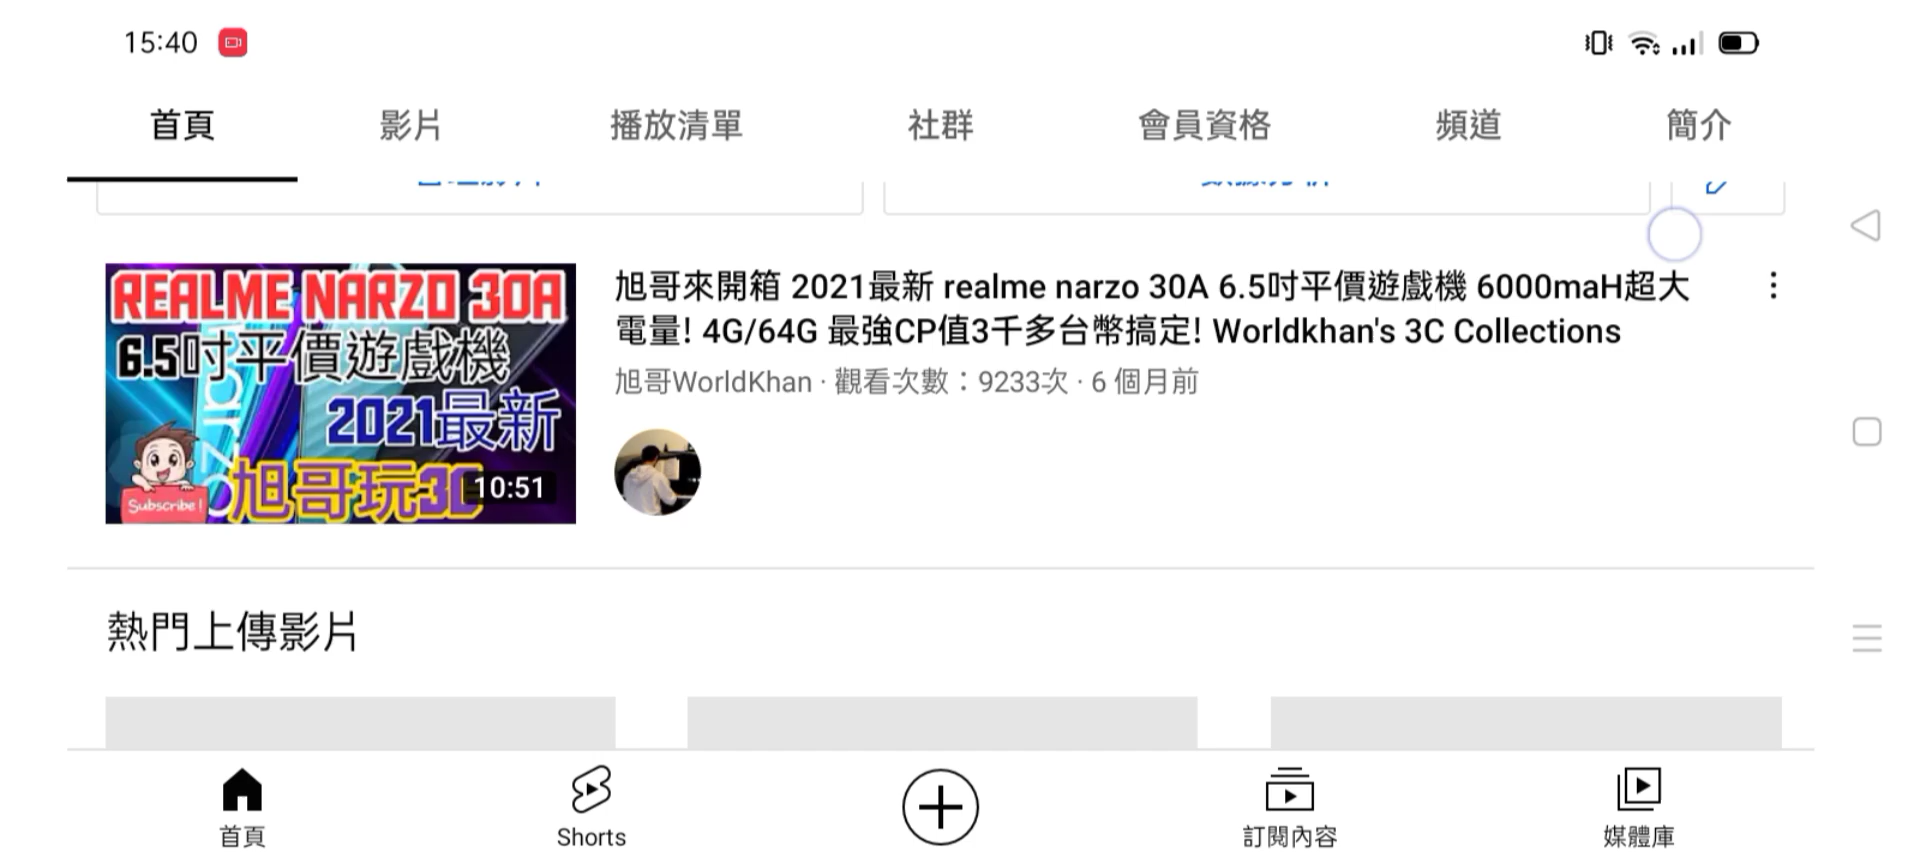 15:40
首頁
影片
播放清單
社群
會員資格
頻道
簡介
REALME NARZO 30A
6.5吋平價遊戲機
2021最新
旭哥玩3C
Subscribe!
10:51
旭哥來開箱 2021最新 realme narzo 30A 6.5吋平價遊戲機 6000maH超大
電量! 4G/64G 最強CP值3千多台幣搞定! Worldkhan's 3C Collections
旭哥WorldKhan · 觀看次數：9233次 · 6 個月前
熱門上傳影片
首頁
Shorts
訂閱內容
媒體庫